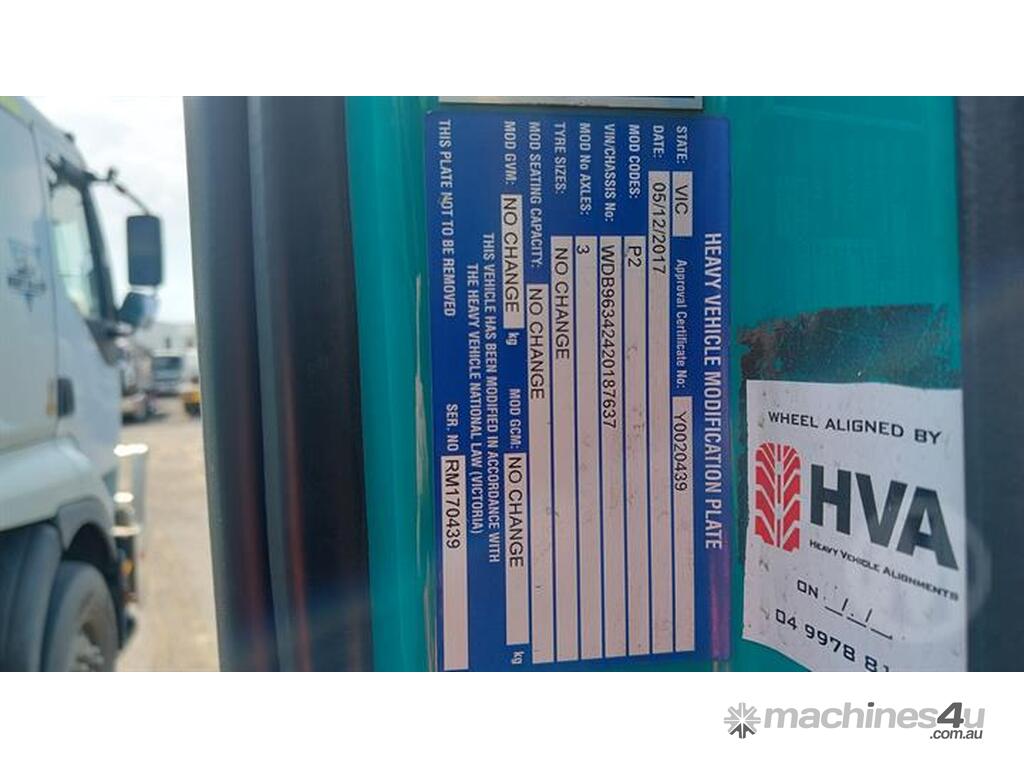 HEAVY VEHICLE MODIFICATION PLATE
STATE: VIC Approval Certificate No: Y0020439
DATE: 05/12/2017
MOD CODES: P2
VIN/CHASSIS No: WDB96342420187637
MOD No AXLES: 3
TYRE SIZES: NO CHANGE
MOD SEATING CAPACITY: NO CHANGE
MOD GVM: NO CHANGE kg MOD GCM: NO CHANGE kg
THIS VEHICLE HAS BEEN MODIFIED IN ACCORDANCE WITH
THE HEAVY VEHICLE NATIONAL LAW (VICTORIA)
THIS PLATE NOT TO BE REMOVED SER. NO RM170439
WHEEL ALIGNED BY
HVA
HEAVY VEHICLE ALIGNMENTS
ON / /
04 9978 81
machines4u
.com.au